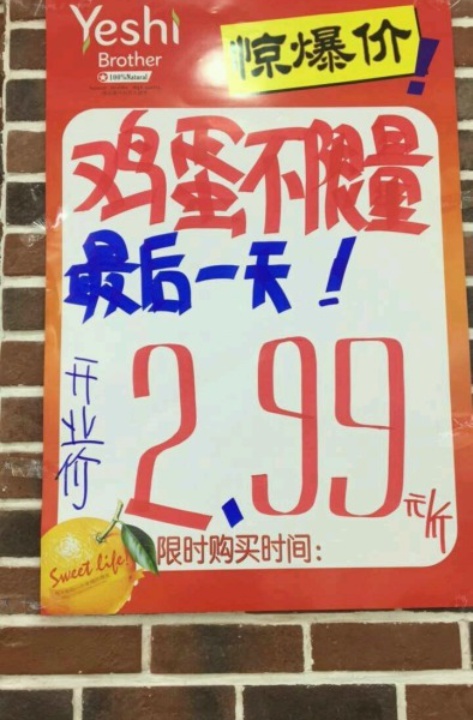 Yeshi
Brother
100%Natural
惊爆价!
鸡蛋不限量
最后一天!
开业价
2.99
元/斤
Sweet life!
限时购买时间: